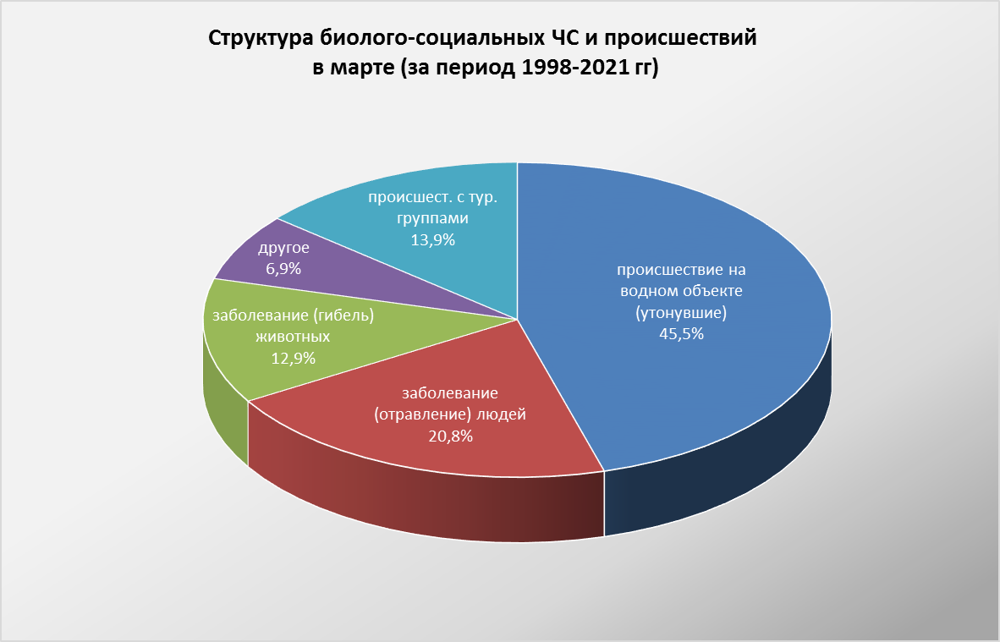 Структура биолого-социальных ЧС и происшествий
в марте (за период 1998-2021 гг)
происшест. с тур.
группами
13,9%
другое
6,9%
происшествие на
водном объекте
(утонувшие)
45,5%
заболевание (гибель)
животных
12,9%
заболевание
(отравление) людей
20,8%